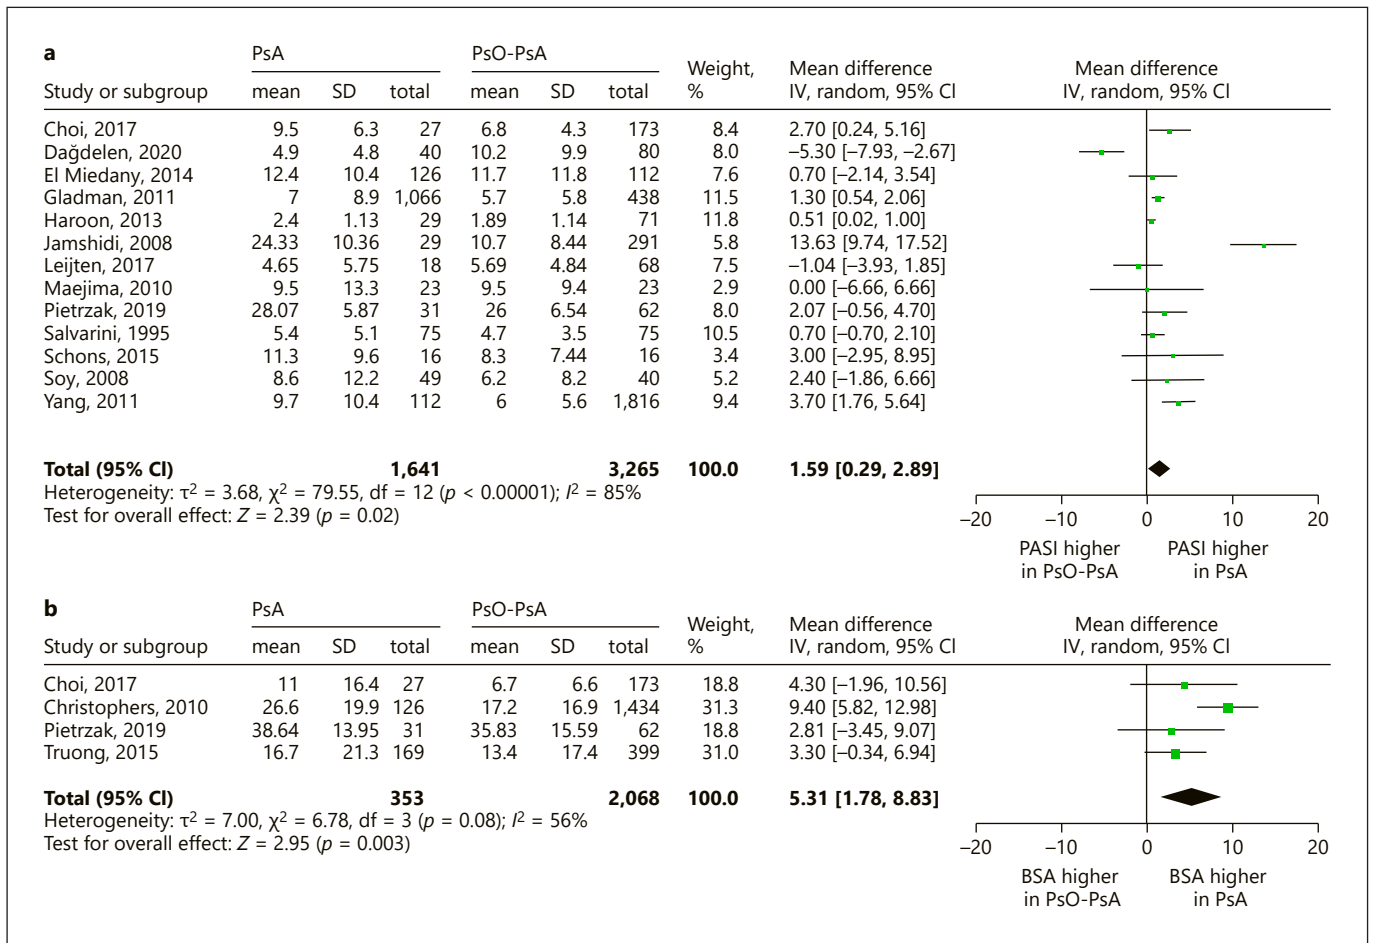 a PsA PsO-PsA Weight, Mean difference Mean difference
Study or subgroup mean SD total mean SD total % IV, random, 95% CI IV, random, 95% CI
Choi, 2017 9.5 6.3 27 6.8 4.3 173 8.4 2.70 [0.24, 5.16]
Dağdelen, 2020 4.9 4.8 40 10.2 9.9 80 8.0 –5.30 [–7.93, –2.67]
El Miedany, 2014 12.4 10.4 126 11.7 11.8 112 7.6 0.70 [–2.14, 3.54]
Gladman, 2011 7 8.9 1,066 5.7 5.8 438 11.5 1.30 [0.54, 2.06]
Haroon, 2013 2.4 1.13 29 1.89 1.14 71 11.8 0.51 [0.02, 1.00]
Jamshidi, 2008 24.33 10.36 29 10.7 8.44 291 5.8 13.63 [9.74, 17.52]
Leijten, 2017 4.65 5.75 18 5.69 4.84 68 7.5 –1.04 [–3.93, 1.85]
Maejima, 2010 9.5 13.3 23 9.5 9.4 23 2.9 0.00 [–6.66, 6.66]
Pietrzak, 2019 28.07 5.87 31 26 6.54 62 8.0 2.07 [–0.56, 4.70]
Salvarini, 1995 5.4 5.1 75 4.7 3.5 75 10.5 0.70 [–0.70, 2.10]
Schons, 2015 11.3 9.6 16 8.3 7.44 16 3.4 3.00 [–2.95, 8.95]
Soy, 2008 8.6 12.2 49 6.2 8.2 40 5.2 2.40 [–1.86, 6.66]
Yang, 2011 9.7 10.4 112 6 5.6 1,816 9.4 3.70 [1.76, 5.64]
Total (95% CI) 1,641 3,265 100.0 1.59 [0.29, 2.89]
Heterogeneity: τ² = 3.68, χ² = 79.55, df = 12 (p < 0.00001); I² = 85%
Test for overall effect: Z = 2.39 (p = 0.02)
–20 –10 0 10 20
PASI higher PASI higher
in PsO-PsA in PsA
b PsA PsO-PsA Weight, Mean difference Mean difference
Study or subgroup mean SD total mean SD total % IV, random, 95% CI IV, random, 95% CI
Choi, 2017 11 16.4 27 6.7 6.6 173 18.8 4.30 [–1.96, 10.56]
Christophers, 2010 26.6 19.9 126 17.2 16.9 1,434 31.3 9.40 [5.82, 12.98]
Pietrzak, 2019 38.64 13.95 31 35.83 15.59 62 18.8 2.81 [–3.45, 9.07]
Truong, 2015 16.7 21.3 169 13.4 17.4 399 31.0 3.30 [–0.34, 6.94]
Total (95% CI) 353 2,068 100.0 5.31 [1.78, 8.83]
Heterogeneity: τ² = 7.00, χ² = 6.78, df = 3 (p = 0.08); I² = 56%
Test for overall effect: Z = 2.95 (p = 0.003)
–20 –10 0 10 20
BSA higher BSA higher
in PsO-PsA in PsA